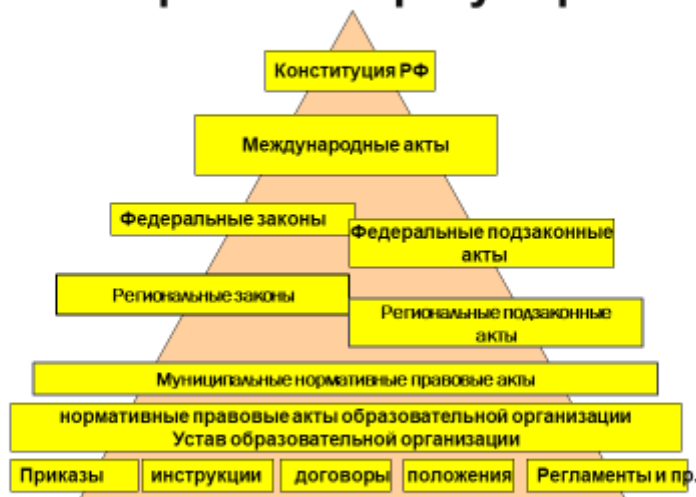 Конституция РФ
Международные акты
Федеральные законы
Федеральные подзаконные
акты
Региональные законы
Региональные подзаконные
акты
Муниципальные нормативные правовые акты
нормативные правовые акты образовательной организации
Устав образовательной организации
Приказы
инструкции
договоры
положения
Регламенты и пр.